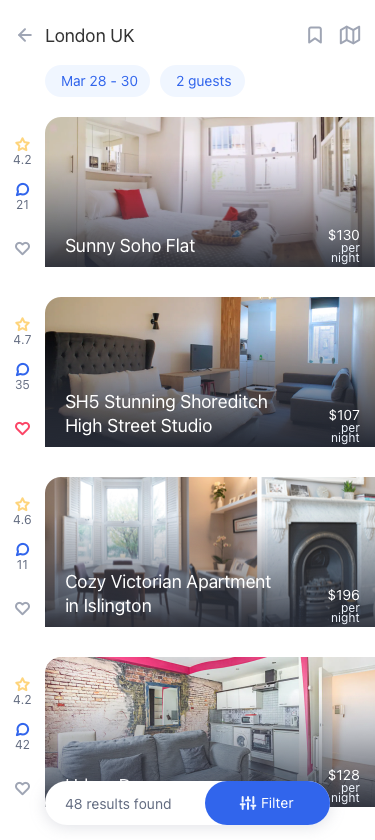 London UK
Mar 28 - 30
2 guests
4.2
21
Sunny Soho Flat
$130
per
night
4.7
35
SH5 Stunning Shoreditch
High Street Studio
$107
per
night
4.6
11
Cozy Victorian Apartment
in Islington
$196
per
night
4.2
42
$128
per
night
48 results found
Filter